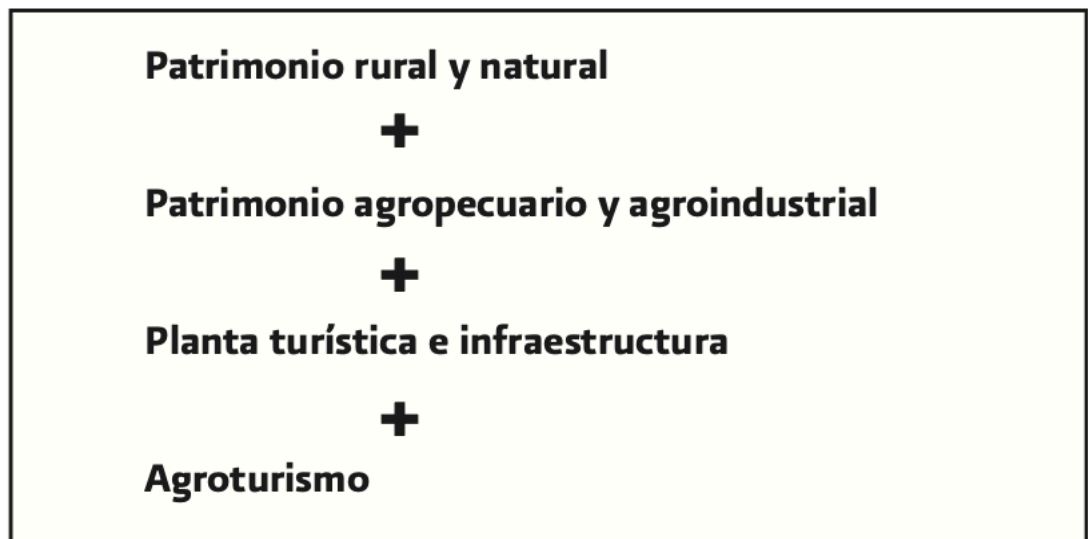 Patrimonio rural y natural
+
Patrimonio agropecuario y agroindustrial
+
Planta turística e infraestructura
+
Agroturismo